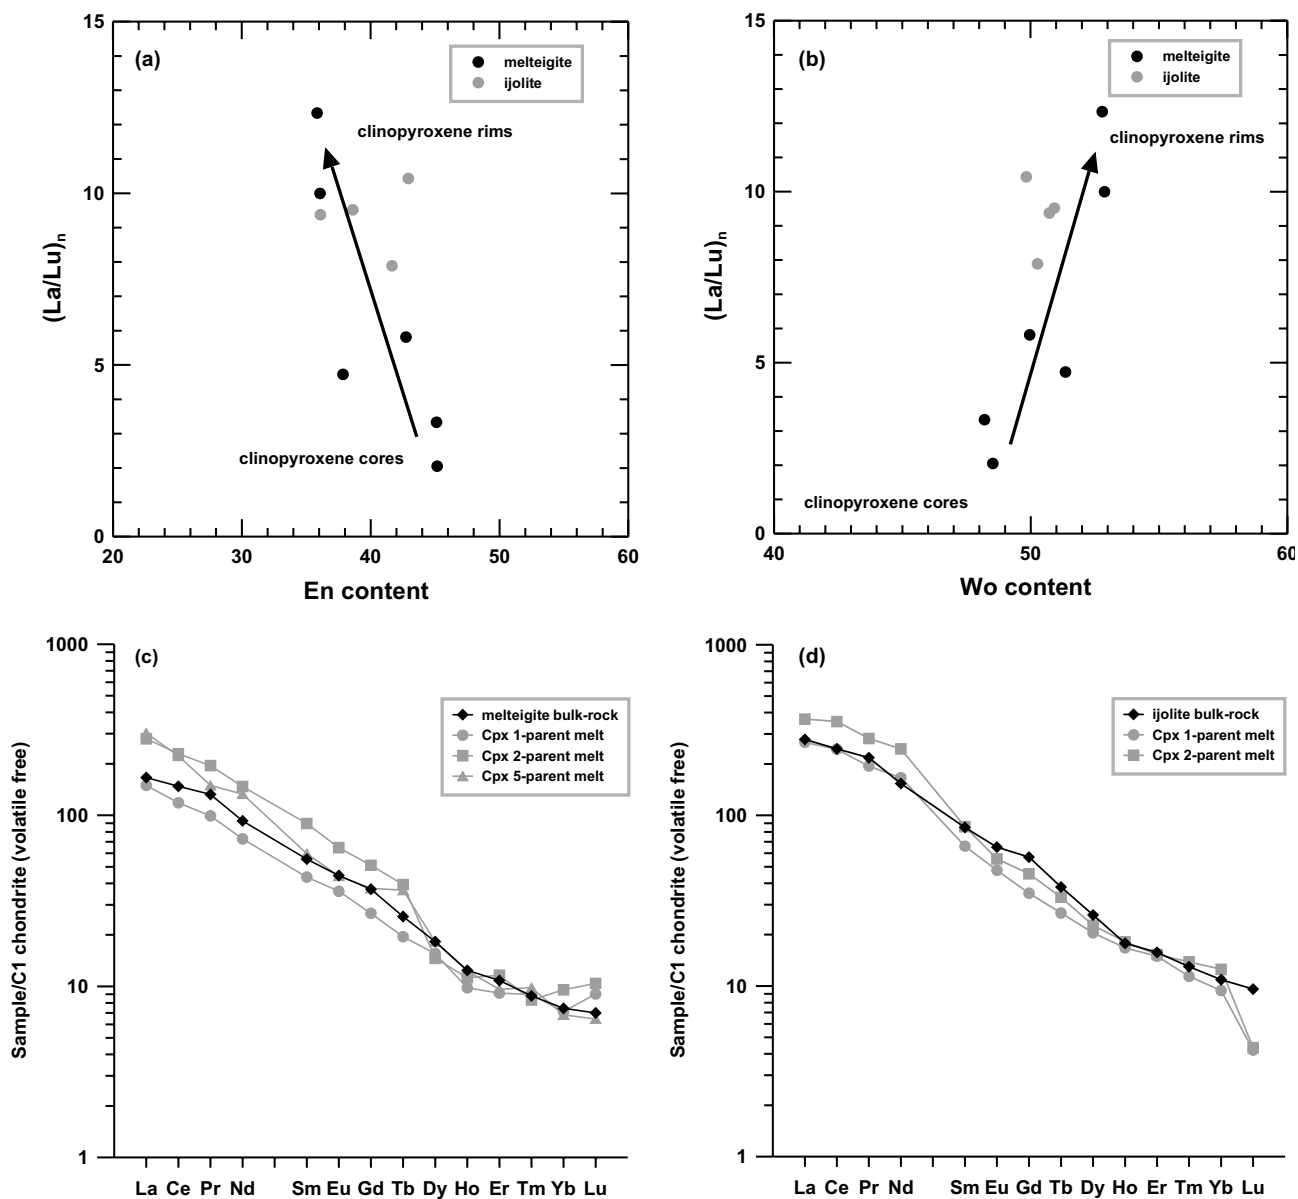 (a)
melteigite
ijolite
clinopyroxene rims
clinopyroxene cores
15
10
5
0
20
30
40
50
60
(La/Lu)n
En content
(b)
melteigite
ijolite
clinopyroxene rims
clinopyroxene cores
15
10
5
0
40
50
60
(La/Lu)n
Wo content
(c)
melteigite bulk-rock
Cpx 1-parent melt
Cpx 2-parent melt
Cpx 5-parent melt
1000
100
10
1
Sample/C1 chondrite (volatile free)
La Ce Pr Nd Sm Eu Gd Tb Dy Ho Er Tm Yb Lu
(d)
ijolite bulk-rock
Cpx 1-parent melt
Cpx 2-parent melt
1000
100
10
1
Sample/C1 chondrite (volatile free)
La Ce Pr Nd Sm Eu Gd Tb Dy Ho Er Tm Yb Lu